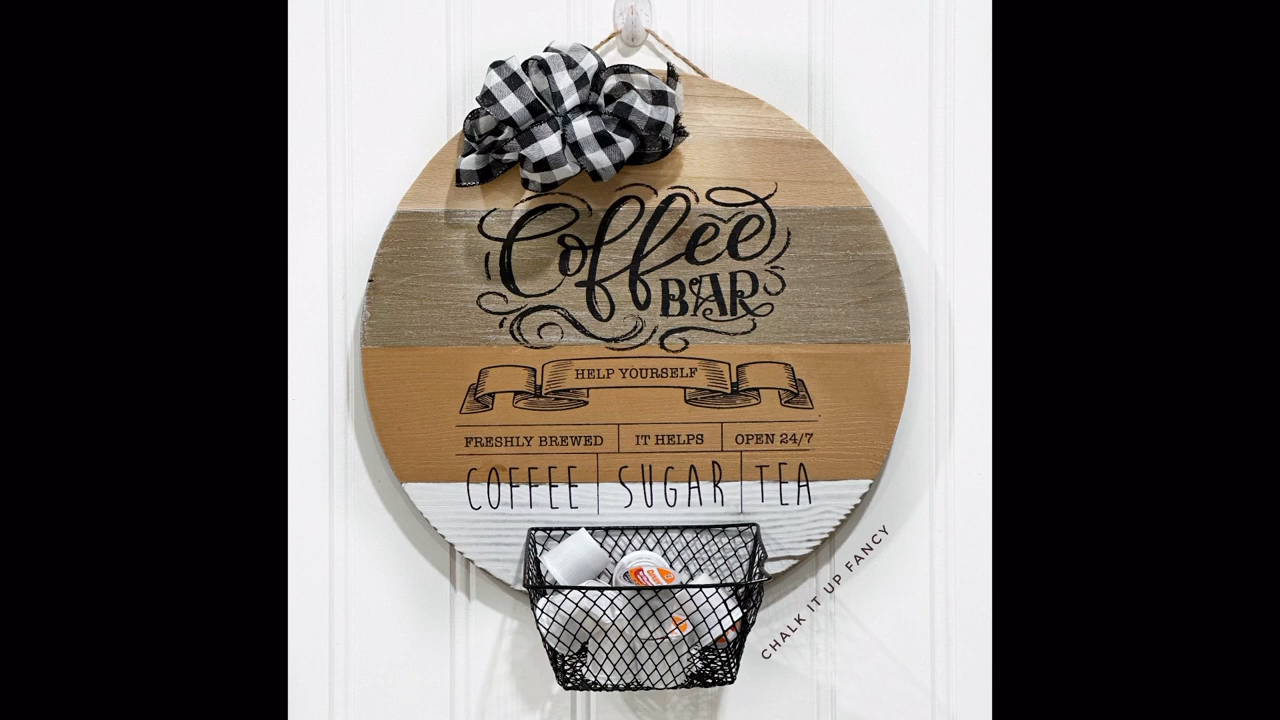 Coffee
BAR
HELP YOURSELF
FRESHLY BREWED IT HELPS OPEN 24/7
COFFEE SUGAR TEA
CHALK IT UP FANCY